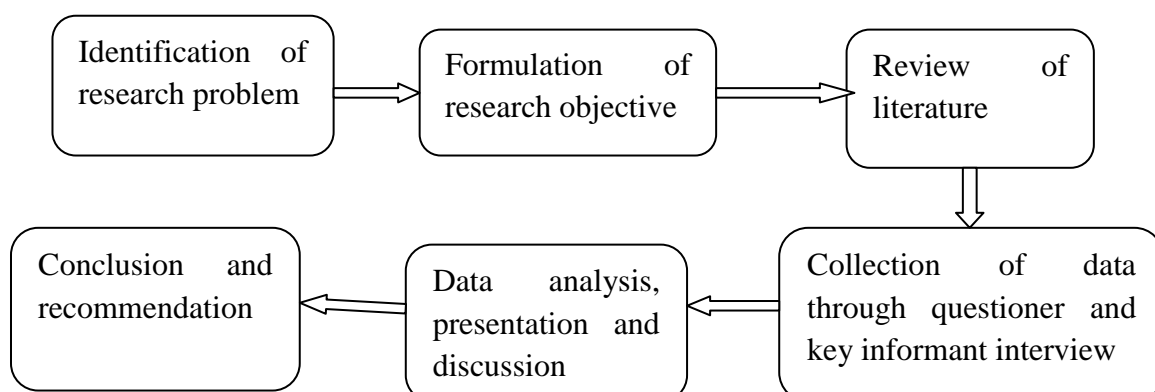 Identification of
research problem
Formulation of
research objective
Review of
literature
Collection of data
through questioner and
key informant interview
Data analysis,
presentation and
discussion
Conclusion and
recommendation